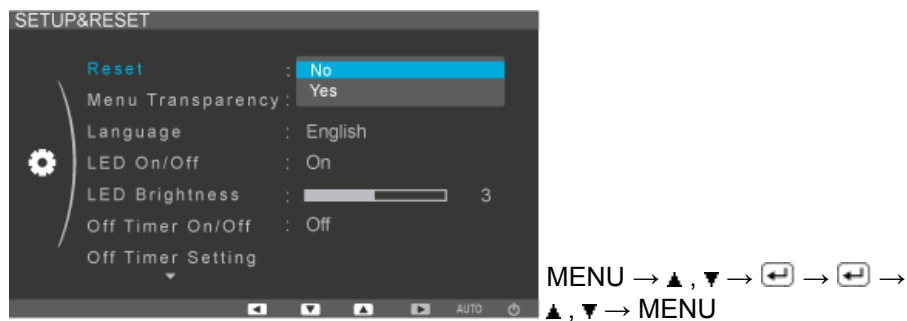 SETUP&RESET
Reset : No
Yes
Menu Transparency :
Language : English
LED On/Off : On
LED Brightness : 3
Off Timer On/Off : Off
Off Timer Setting
AUTO
MENU → ▲ , ▼ → ↵ → ↵ →
▲ , ▼ → MENU